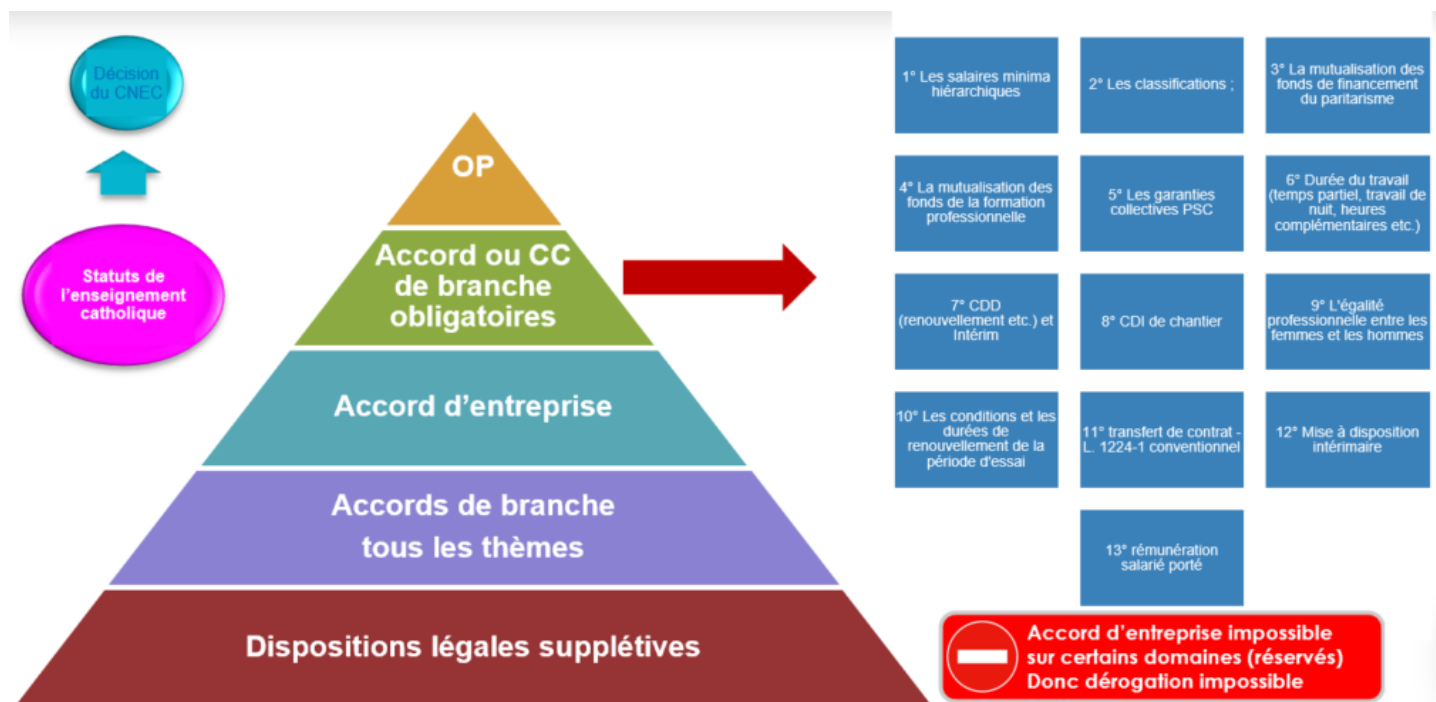 Décision
du CNEC
Statuts de
l'enseignement
catholique
OP
Accord ou CC
de branche
obligatoires
Accord d'entreprise
Accords de branche
tous les thèmes
Dispositions légales supplétives
1° Les salaires minima
hiérarchiques
2° Les classifications ;
3° La mutualisation des
fonds de financement
du paritarisme
4° La mutualisation des
fonds de la formation
professionnelle
5° Les garanties
collectives PSC
6° Durée du travail
(temps partiel, travail de
nuit, heures
complémentaires etc.)
7° CDD
(renouvellement etc.) et
Intérim
8° CDI de chantier
9° L'égalité
professionnelle entre les
femmes et les hommes
10° Les conditions et les
durées de
renouvellement de la
période d'essai
11° transfert de contrat -
L. 1224-1 conventionnel
12° Mise à disposition
intérimaire
13° rémunération
salarié porté
Accord d'entreprise impossible
sur certains domaines (réservés)
Donc dérogation impossible